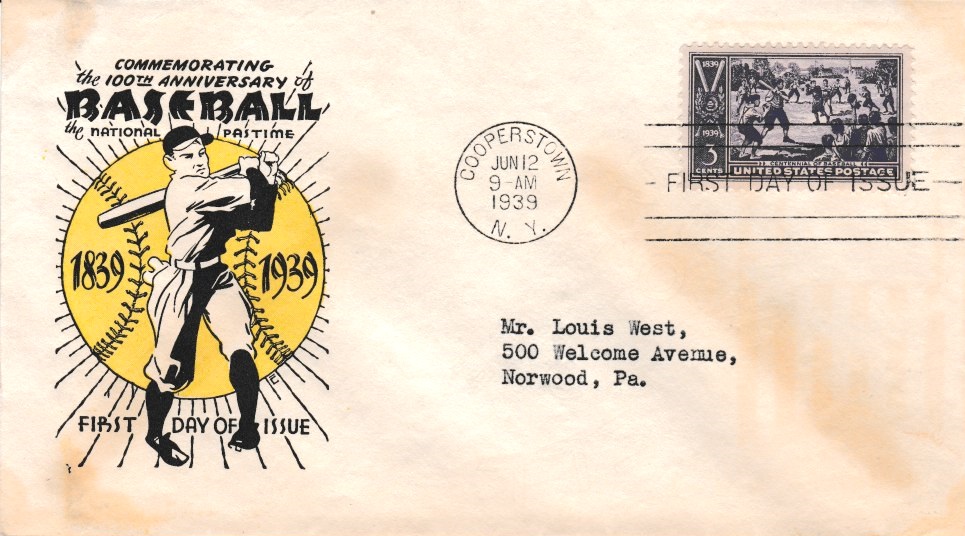 COMMEMORATING
the 100TH ANNIVERSARY of
BASEBALL
the NATIONAL PASTIME
1839 1939
FIRST DAY OF ISSUE
COOPERSTOWN
JUN 12
9-AM
1939
N. Y.
1839
1939
3
CENTS
CENTENNIAL OF BASEBALL
UNITED STATES POSTAGE
FIRST DAY OF ISSUE
Mr. Louis West,
500 Welcome Avenue,
Norwood, Pa.